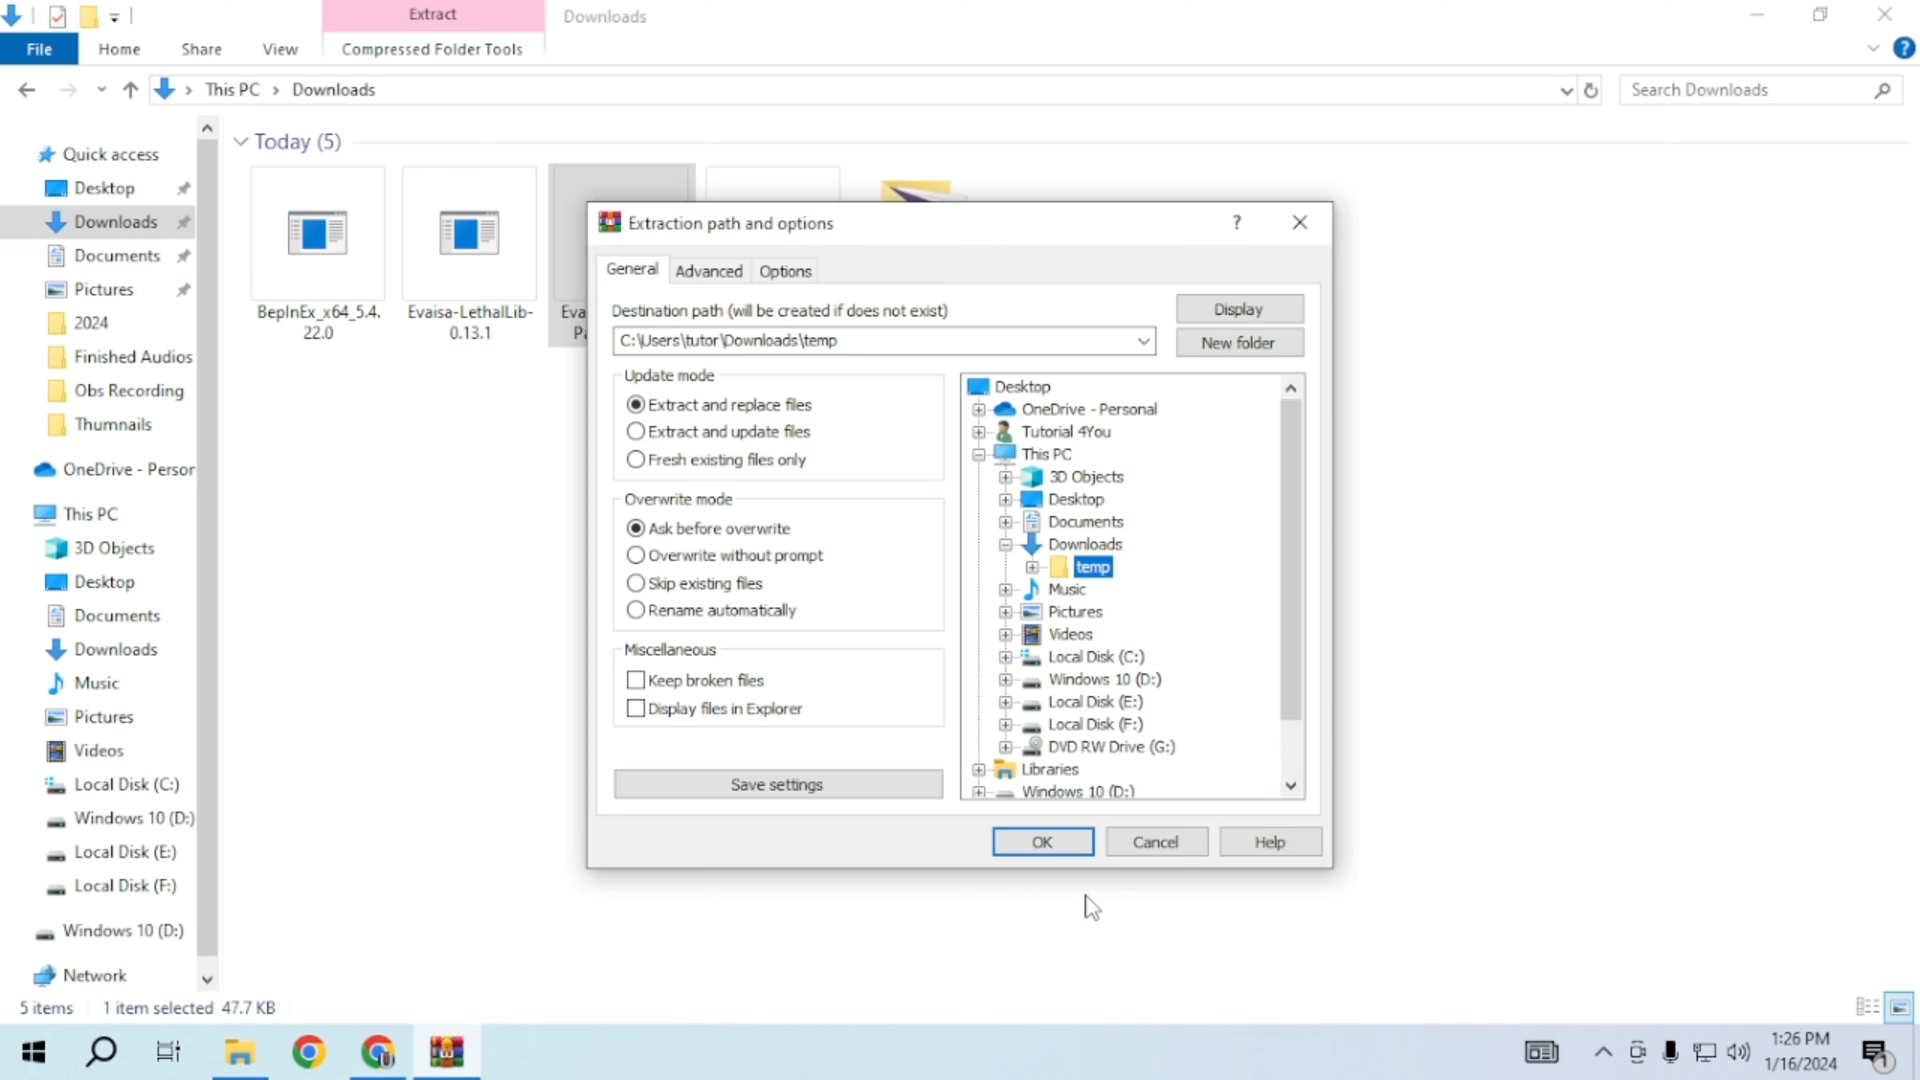 Extract
Downloads
File
Home
Share
View
Compressed Folder Tools
This PC > Downloads
Search Downloads
Quick access
Desktop
Downloads
Documents
Pictures
2024
Finished Audios
Obs Recording
Thumnails
OneDrive - Person
This PC
3D Objects
Desktop
Documents
Downloads
Music
Pictures
Videos
Local Disk (C:)
Windows 10 (D:)
Local Disk (E:)
Local Disk (F:)
Windows 10 (D:)
Network
Today (5)
BepInEx_x64_5.4.
22.0
Evaisa-LethalLib-
0.13.1
Eva
Extraction path and options
?
General
Advanced
Options
Destination path (will be created if does not exist)
C:\Users\tutor\Downloads\temp
Display
New folder
Update mode
Extract and replace files
Extract and update files
Fresh existing files only
Overwrite mode
Ask before overwrite
Overwrite without prompt
Skip existing files
Rename automatically
Miscellaneous
Keep broken files
Display files in Explorer
Save settings
Desktop
OneDrive - Personal
Tutorial 4You
This PC
3D Objects
Desktop
Documents
Downloads
temp
Music
Pictures
Videos
Local Disk (C:)
Windows 10 (D:)
Local Disk (E:)
Local Disk (F:)
DVD RW Drive (G:)
Libraries
Windows 10 (D:)
OK
Cancel
Help
5 items
1 item selected 47.7 KB
1:26 PM
1/16/2024
1